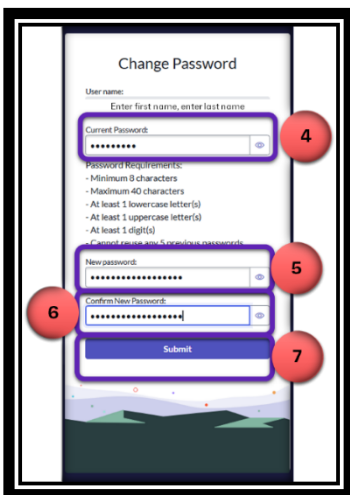 Change Password
User name:
Enter first name, enter last name
Current Password:
4
Password Requirements:
- Minimum 8 characters
- Maximum 40 characters
- At least 1 lowercase letter(s)
- At least 1 uppercase letter(s)
- At least 1 digit(s)
- Cannot reuse any 5 previous passwords
New password:
5
Confirm New Password:
6
Submit
7